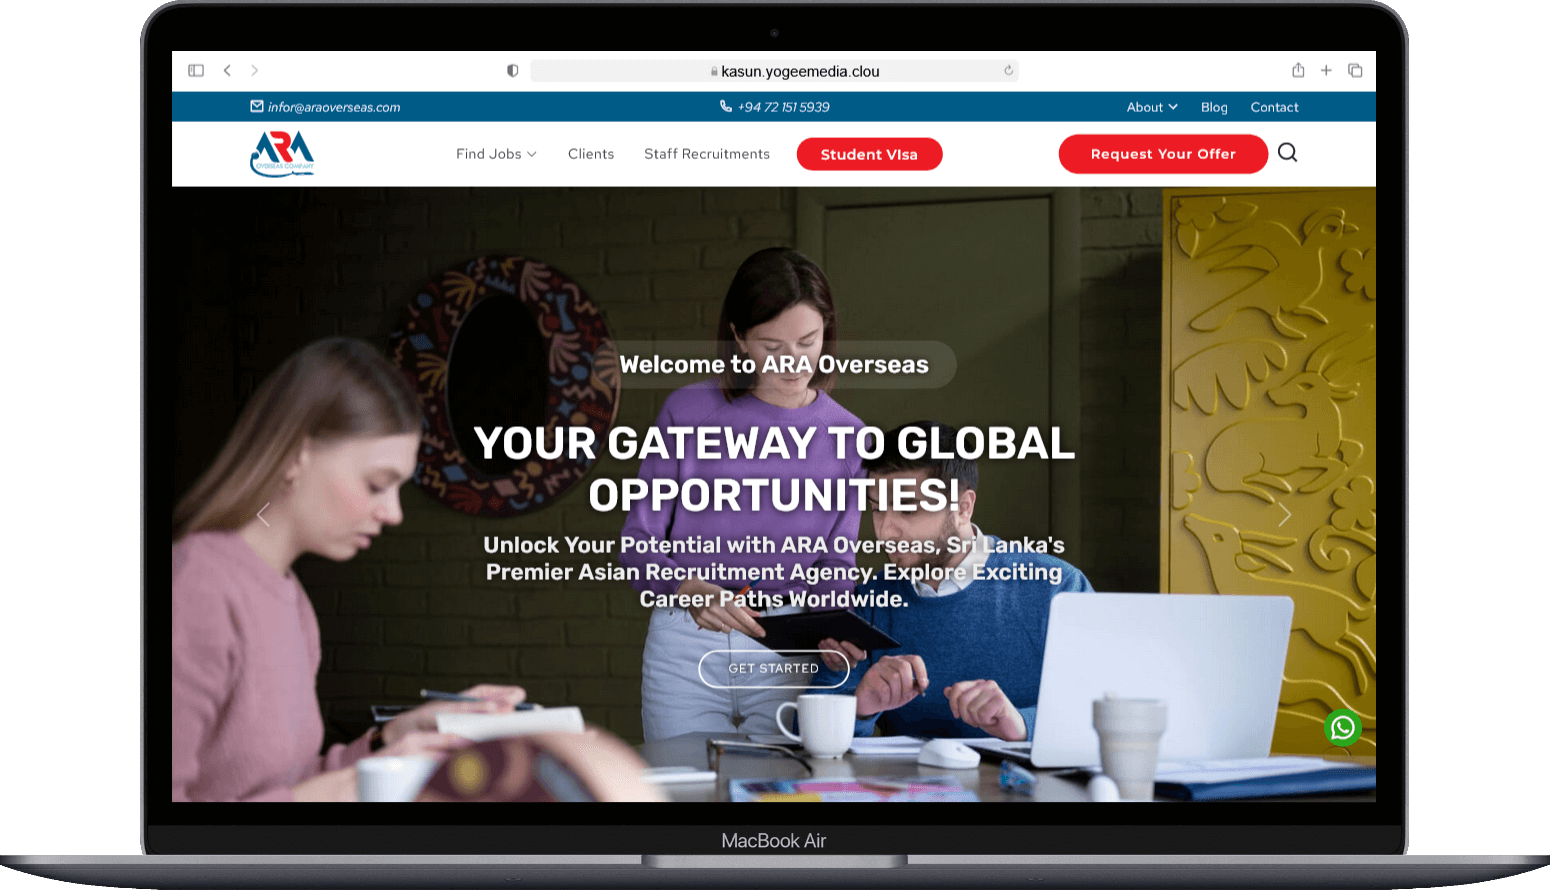 kasun.yogeemedia.clou
infor@araoverseas.com
+94 72 151 5939
About
Blog
Contact
ARA
OVERSEAS COMPANY
Find Jobs
Clients
Staff Recruitments
Student VIsa
Request Your Offer
Welcome to ARA Overseas
YOUR GATEWAY TO GLOBAL
OPPORTUNITIES!
Unlock Your Potential with ARA Overseas, Sri Lanka's
Premier Asian Recruitment Agency. Explore Exciting
Career Paths Worldwide.
GET STARTED
MacBook Air